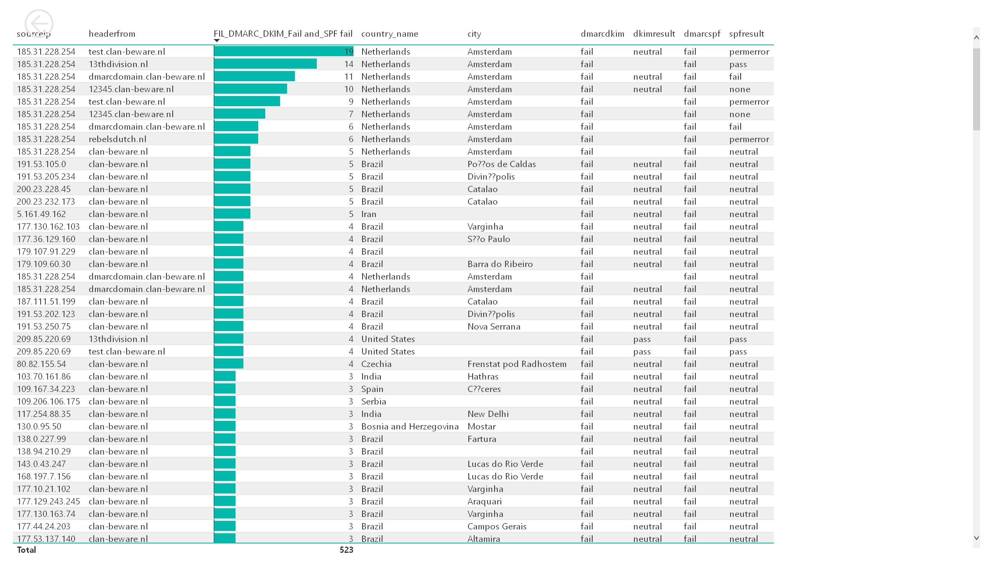 sourceip headerfrom FIL_DMARC_DKIM_Fail and_SPF fail country_name city dmarcdkim dkimresult dmarcspf spfresult
185.31.228.254 test.clan-beware.nl 19 Netherlands Amsterdam fail neutral fail permerror
185.31.228.254 13thdivision.nl 14 Netherlands Amsterdam fail fail pass
185.31.228.254 dmarcdomain.clan-beware.nl 11 Netherlands Amsterdam fail neutral fail fail
185.31.228.254 12345.clan-beware.nl 10 Netherlands Amsterdam fail neutral fail none
185.31.228.254 test.clan-beware.nl 9 Netherlands Amsterdam fail fail permerror
185.31.228.254 12345.clan-beware.nl 7 Netherlands Amsterdam fail fail none
185.31.228.254 dmarcdomain.clan-beware.nl 6 Netherlands Amsterdam fail fail fail
185.31.228.254 rebelsdutch.nl 6 Netherlands Amsterdam fail fail permerror
185.31.228.254 clan-beware.nl 5 Netherlands Amsterdam fail fail neutral
191.53.105.0 clan-beware.nl 5 Brazil Po??os de Caldas fail neutral fail neutral
191.53.205.234 clan-beware.nl 5 Brazil Divin??polis fail neutral fail neutral
200.23.228.45 clan-beware.nl 5 Brazil Catalao fail neutral fail neutral
200.23.232.173 clan-beware.nl 5 Brazil Catalao fail neutral fail neutral
5.161.49.162 clan-beware.nl 5 Iran fail neutral fail neutral
177.130.162.103 clan-beware.nl 4 Brazil Varginha fail neutral fail neutral
177.36.129.160 clan-beware.nl 4 Brazil S??o Paulo fail neutral fail neutral
179.107.91.229 clan-beware.nl 4 Brazil fail neutral fail neutral
179.109.60.30 clan-beware.nl 4 Brazil Barra do Ribeiro fail neutral fail neutral
185.31.228.254 dmarcdomain.clan-beware.nl 4 Netherlands Amsterdam fail fail neutral
185.31.228.254 dmarcdomain.clan-beware.nl 4 Netherlands Amsterdam fail neutral fail neutral
187.111.51.199 clan-beware.nl 4 Brazil Catalao fail neutral fail neutral
191.53.202.123 clan-beware.nl 4 Brazil Divin??polis fail neutral fail neutral
191.53.250.75 clan-beware.nl 4 Brazil Nova Serrana fail neutral fail neutral
209.85.220.69 13thdivision.nl 4 United States fail pass fail pass
209.85.220.69 test.clan-beware.nl 4 United States fail pass fail pass
80.82.155.54 clan-beware.nl 4 Czechia Frenstat pod Radhostem fail neutral fail neutral
103.70.161.86 clan-beware.nl 3 India Hathras fail neutral fail neutral
109.167.34.223 clan-beware.nl 3 Spain C??ceres fail neutral fail neutral
109.206.106.175 clan-beware.nl 3 Serbia fail neutral fail neutral
117.254.88.35 clan-beware.nl 3 India New Delhi fail neutral fail neutral
130.0.95.50 clan-beware.nl 3 Bosnia and Herzegovina Mostar fail neutral fail neutral
138.0.227.99 clan-beware.nl 3 Brazil Fartura fail neutral fail neutral
138.94.210.29 clan-beware.nl 3 Brazil fail neutral fail neutral
143.0.43.247 clan-beware.nl 3 Brazil Lucas do Rio Verde fail neutral fail neutral
168.197.7.156 clan-beware.nl 3 Brazil Lucas do Rio Verde fail neutral fail neutral
177.10.21.102 clan-beware.nl 3 Brazil Varginha fail neutral fail neutral
177.129.243.245 clan-beware.nl 3 Brazil Araquari fail neutral fail neutral
177.130.163.74 clan-beware.nl 3 Brazil Varginha fail neutral fail neutral
177.44.24.203 clan-beware.nl 3 Brazil Campos Gerais fail neutral fail neutral
177.53.137.140 clan-beware.nl 3 Brazil Altamira fail neutral fail neutral
Total 523